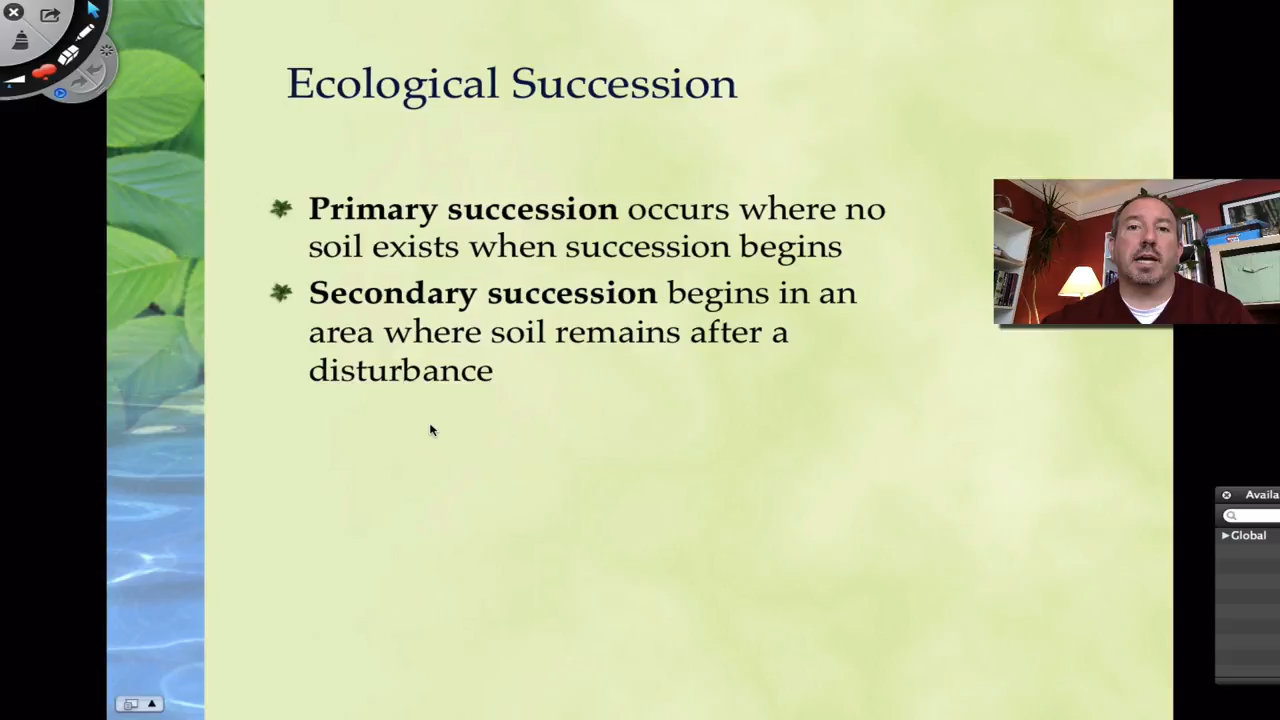 Ecological Succession
Primary succession occurs where no
soil exists when succession begins
Secondary succession begins in an
area where soil remains after a
disturbance
Availa
Global